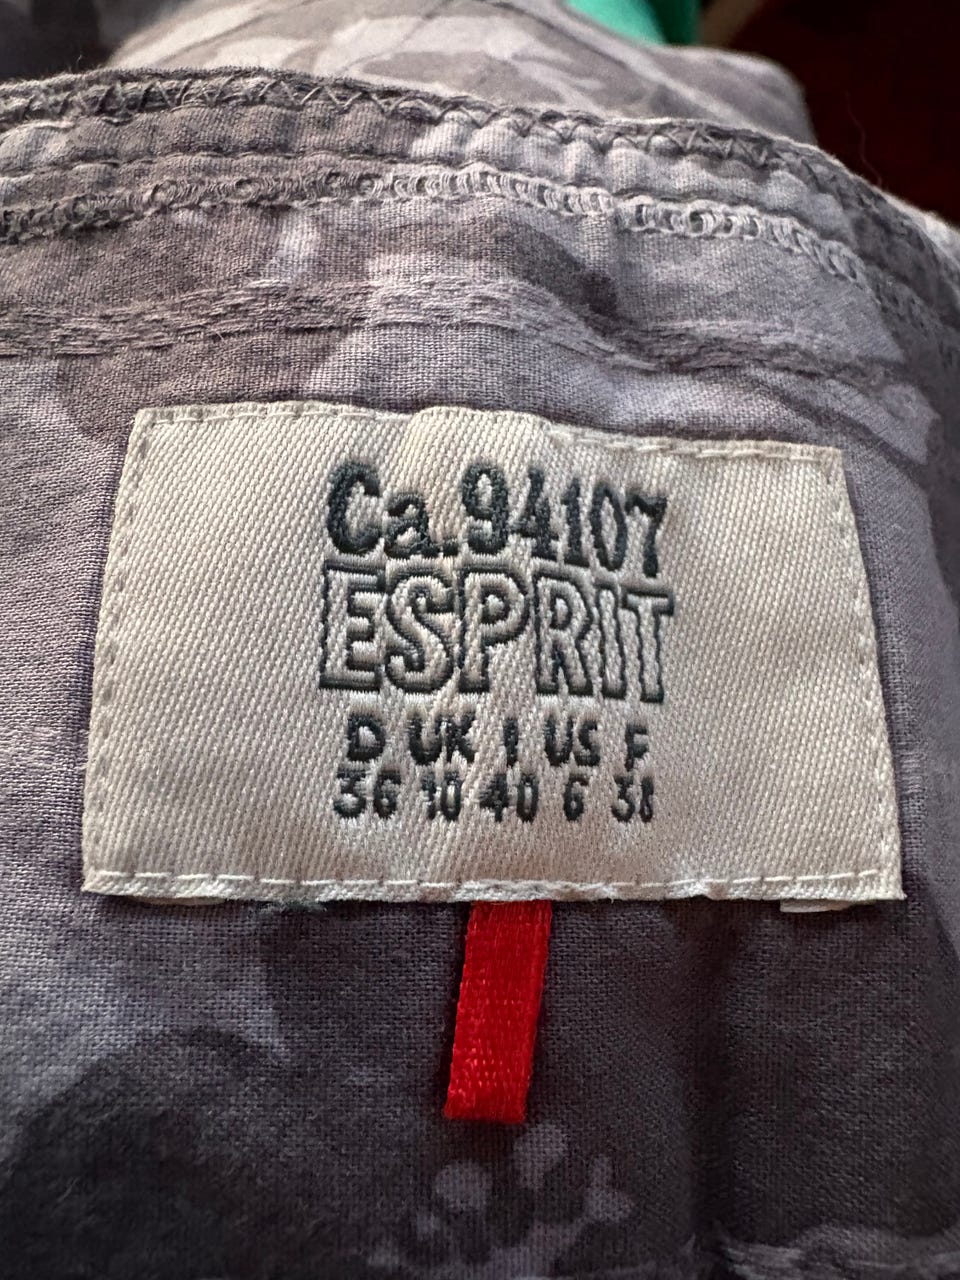 Ca. 94107
ESPRIT
D UK I US F
36 10 40 6 38